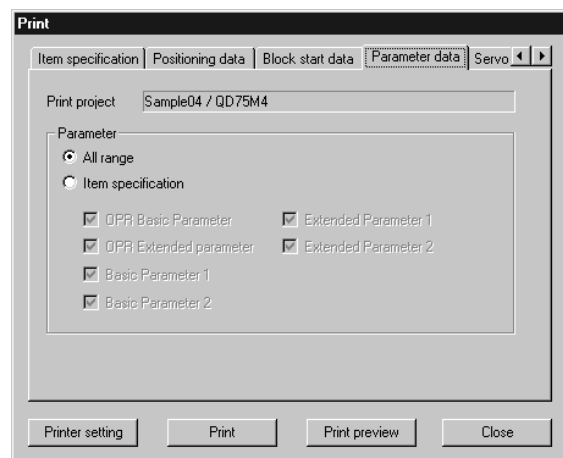 Print
Item specification Positioning data Block start data Parameter data Servo
Print project Sample04 / QD75M4
Parameter
All range
Item specification
OPR Basic Parameter Extended Parameter 1
OPR Extended parameter Extended Parameter 2
Basic Parameter 1
Basic Parameter 2
Printer setting Print Print preview Close